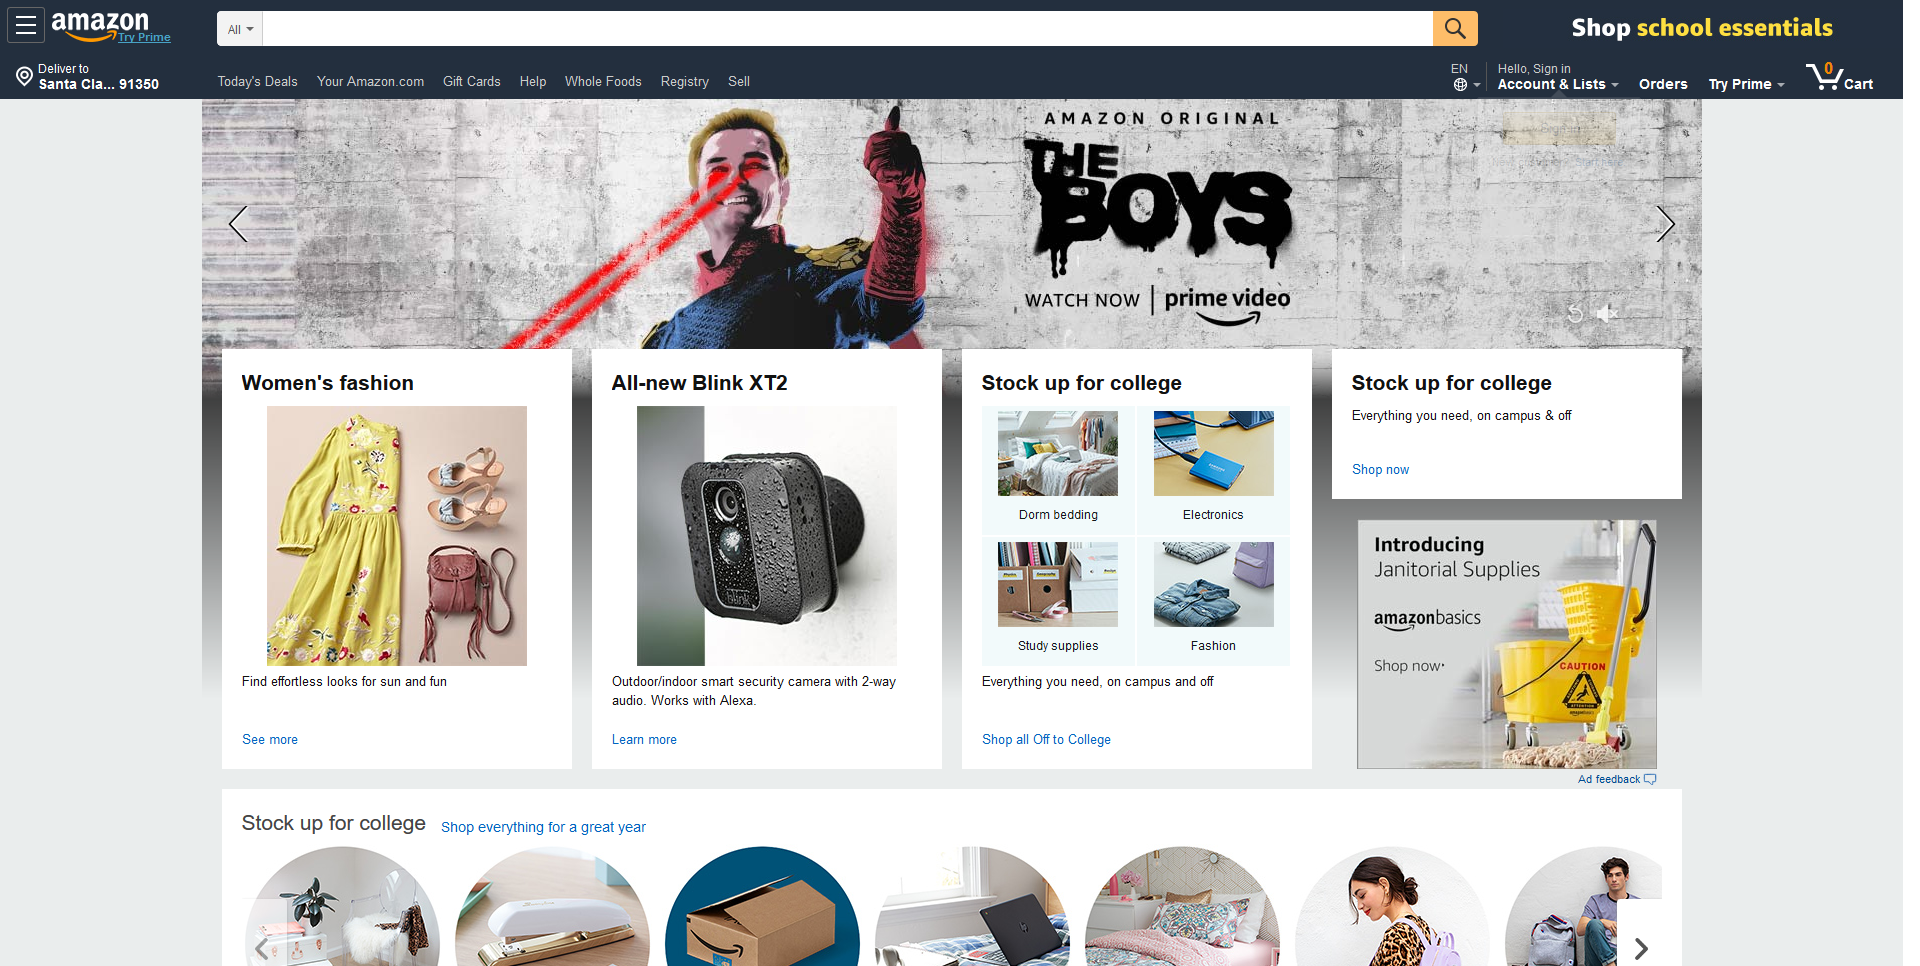 amazon
Try Prime
All
Shop school essentials
Deliver to
Santa Cla... 91350
Today's Deals
Your Amazon.com
Gift Cards
Help
Whole Foods
Registry
Sell
EN
Hello, Sign in
Account & Lists
Orders
Try Prime
0
Cart
AMAZON ORIGINAL
THE
BOYS
WATCH NOW | prime video
Women's fashion
Find effortless looks for sun and fun
See more
All-new Blink XT2
blink
Outdoor/indoor smart security camera with 2-way
audio. Works with Alexa.
Learn more
Stock up for college
Dorm bedding
Electronics
Study supplies
Fashion
Everything you need, on campus and off
Shop all Off to College
Stock up for college
Everything you need, on campus & off
Shop now
Introducing
Janitorial Supplies
amazonbasics
Shop now
CAUTION
ATTENTION
Ad feedback
Stock up for college
Shop everything for a great year